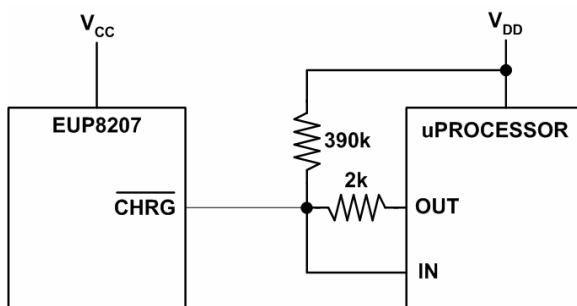 VCC
VDD
EUP8207
uPROCESSOR
390k
2k
CHRG
OUT
IN